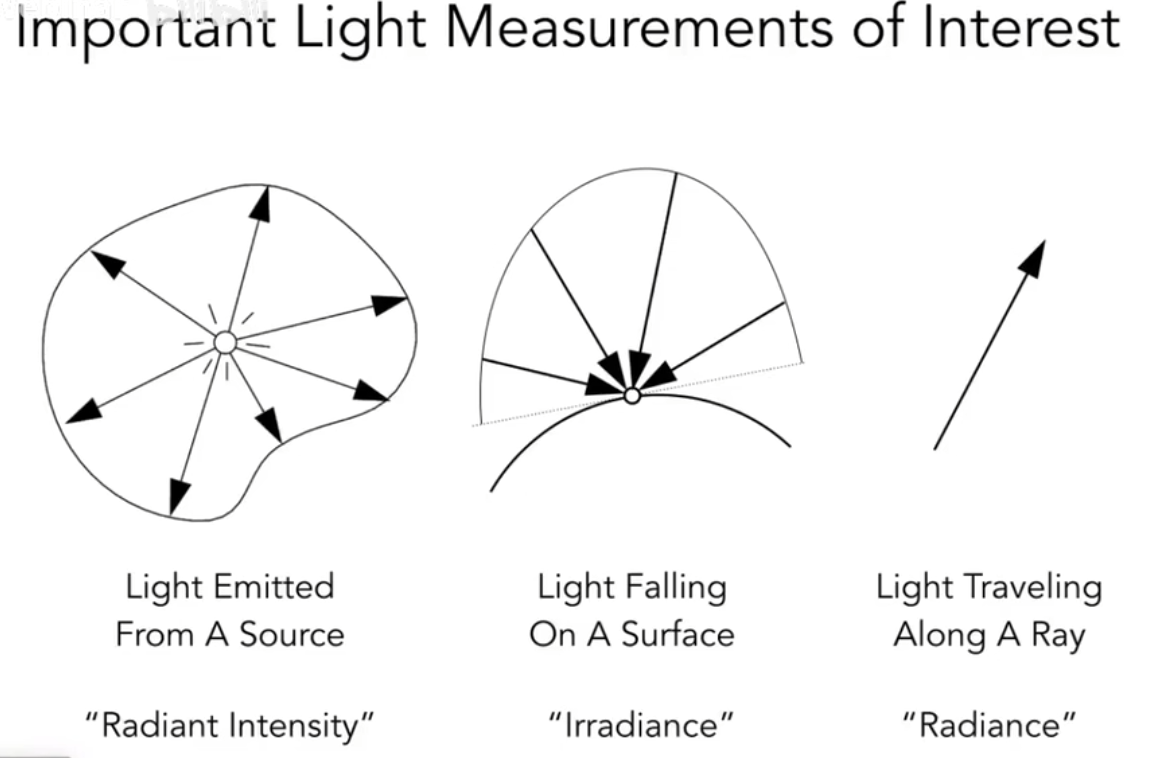 Important Light Measurements of Interest
Light Emitted
From A Source
Light Falling
On A Surface
Light Traveling
Along A Ray
“Radiant Intensity”
“Irradiance”
“Radiance”